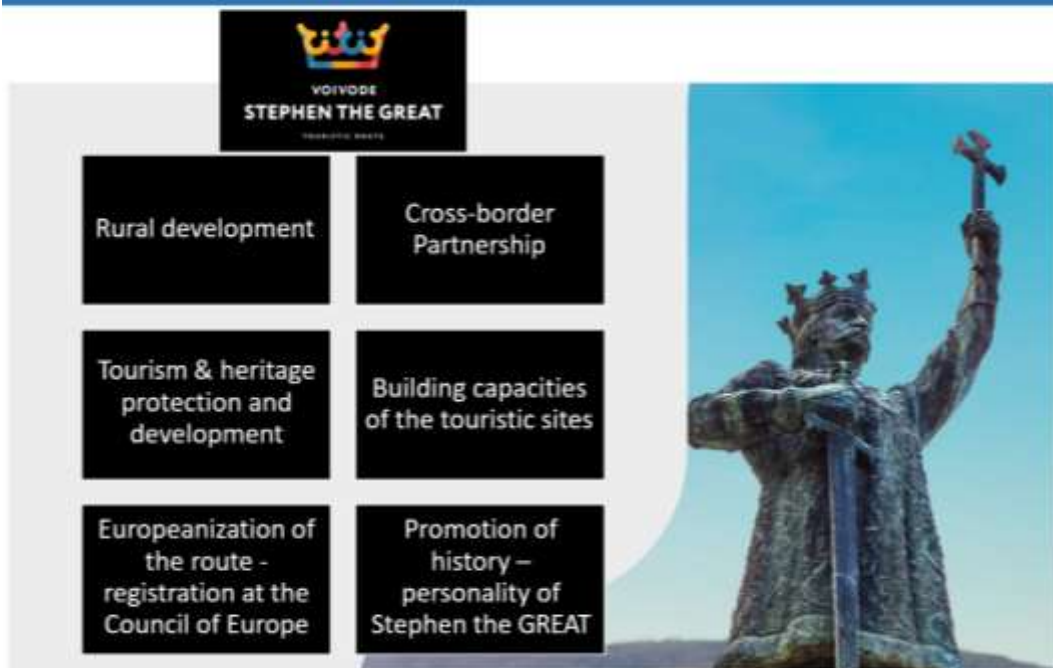 VOIVODE
STEPHEN THE GREAT
TOURISTIC ROUTE
Rural development
Cross-border
Partnership
Tourism & heritage
protection and
development
Building capacities
of the touristic sites
Europeanization of
the route -
registration at the
Council of Europe
Promotion of
history –
personality of
Stephen the GREAT